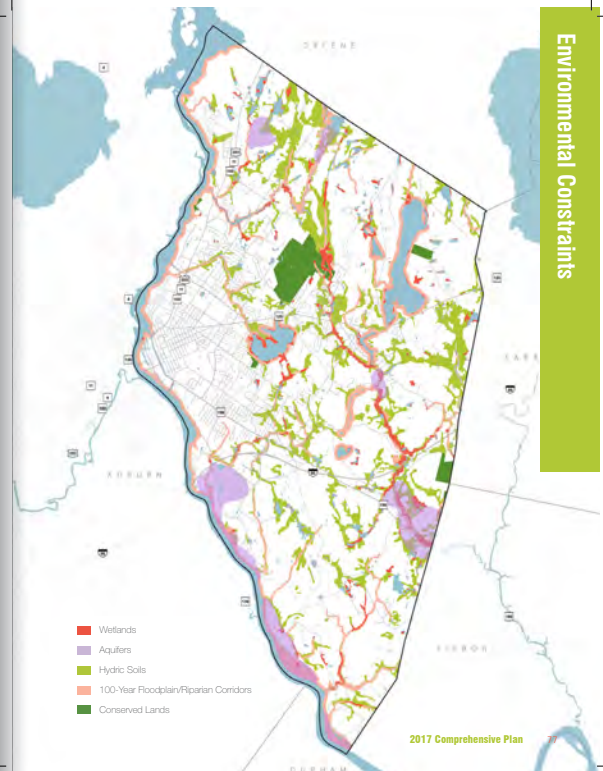 GREENE
Environmental Constraints
AUBURN
LISBON
Wetlands
Aquifers
Hydric Soils
100-Year Floodplain/Riparian Corridors
Conserved Lands
2017 Comprehensive Plan 77
DURHAM